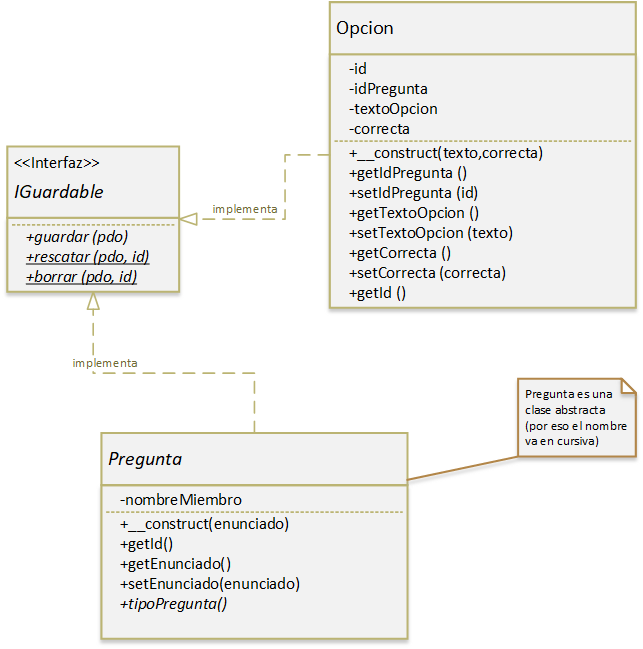 Opcion
-id
-idPregunta
-textoOpcion
-correcta
+__construct(texto,correcta)
+getIdPregunta ()
+setIdPregunta (id)
+getTextoOpcion ()
+setTextoOpcion (texto)
+getCorrecta ()
+setCorrecta (correcta)
+getId ()
<<Interfaz>>
IGuardable
+guardar (pdo)
+rescatar (pdo, id)
+borrar (pdo, id)
implementa
implementa
Pregunta es una
clase abstracta
(por eso el nombre
va en cursiva)
Pregunta
-nombreMiembro
+__construct(enunciado)
+getId()
+getEnunciado()
+setEnunciado(enunciado)
+tipoPregunta()